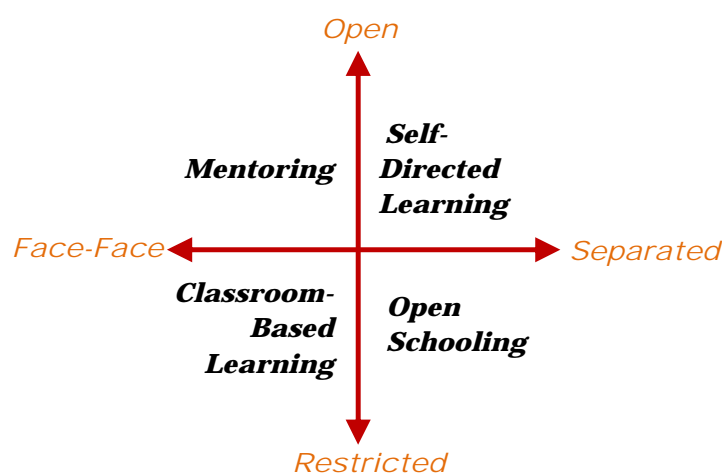 Open
Mentoring
Self-
Directed
Learning
Face-Face
Separated
Classroom-
Based
Learning
Open
Schooling
Restricted